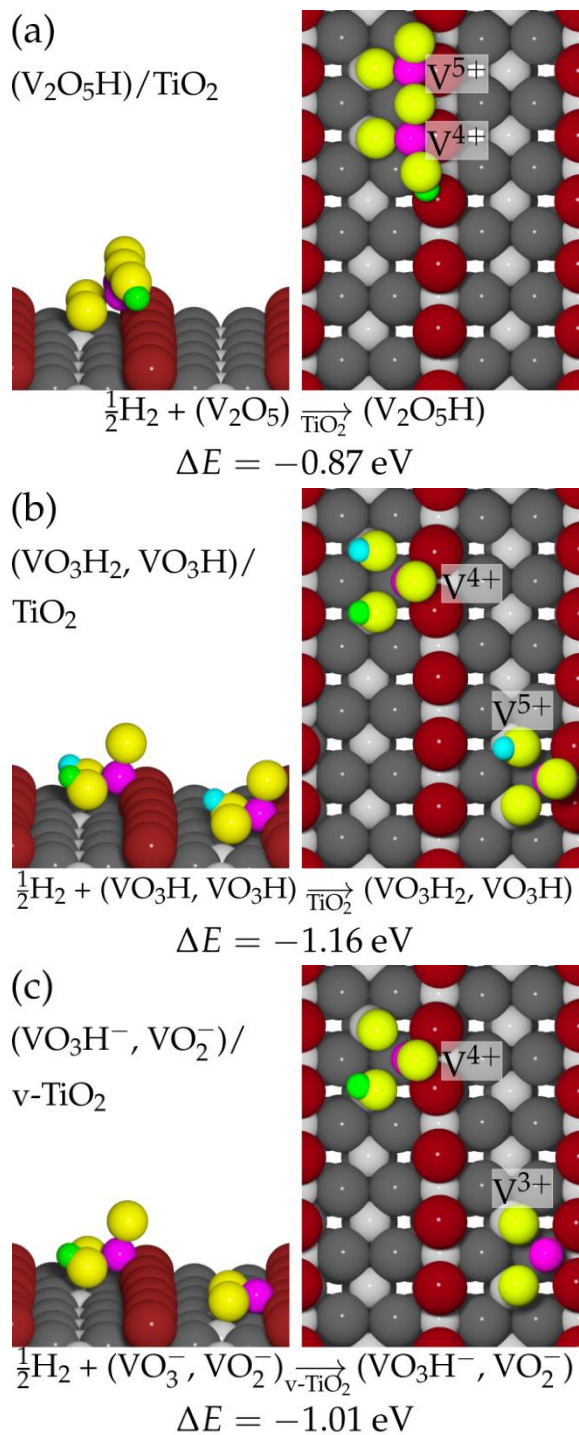 (a)
(V₂O₅H)/TiO₂
V⁵⁺
V⁴⁺
½H₂ + (V₂O₅) ⟶ (V₂O₅H)
TiO₂
ΔE = −0.87 eV
(b)
(VO₃H₂, VO₃H)/
TiO₂
V⁴⁺
V⁵⁺
½H₂ + (VO₃H, VO₃H) ⟶ (VO₃H₂, VO₃H)
TiO₂
ΔE = −1.16 eV
(c)
(VO₃H⁻, VO₂⁻)/
v-TiO₂
V⁴⁺
V³⁺
½H₂ + (VO₃⁻, VO₂⁻) ⟶ (VO₃H⁻, VO₂⁻)
v-TiO₂
ΔE = −1.01 eV